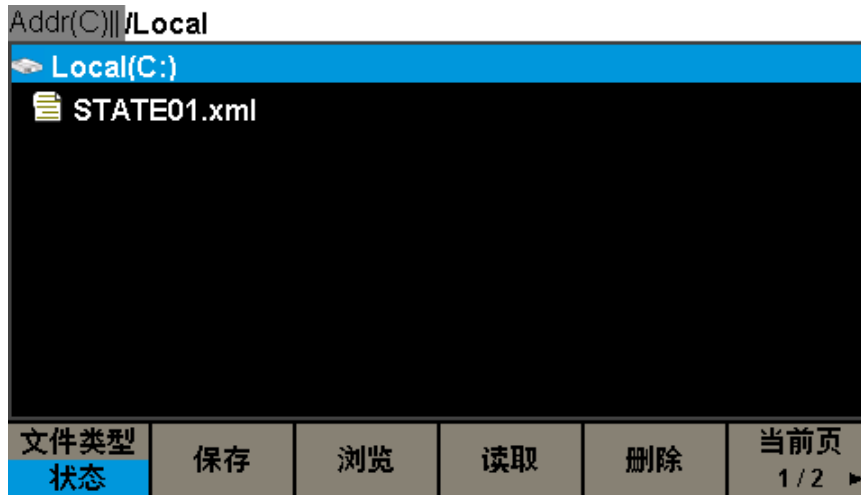 Addr(C)|| /Local
Local(C:)
STATE01.xml
文件类型 保存 浏览 读取 删除 当前页
状态 1 / 2